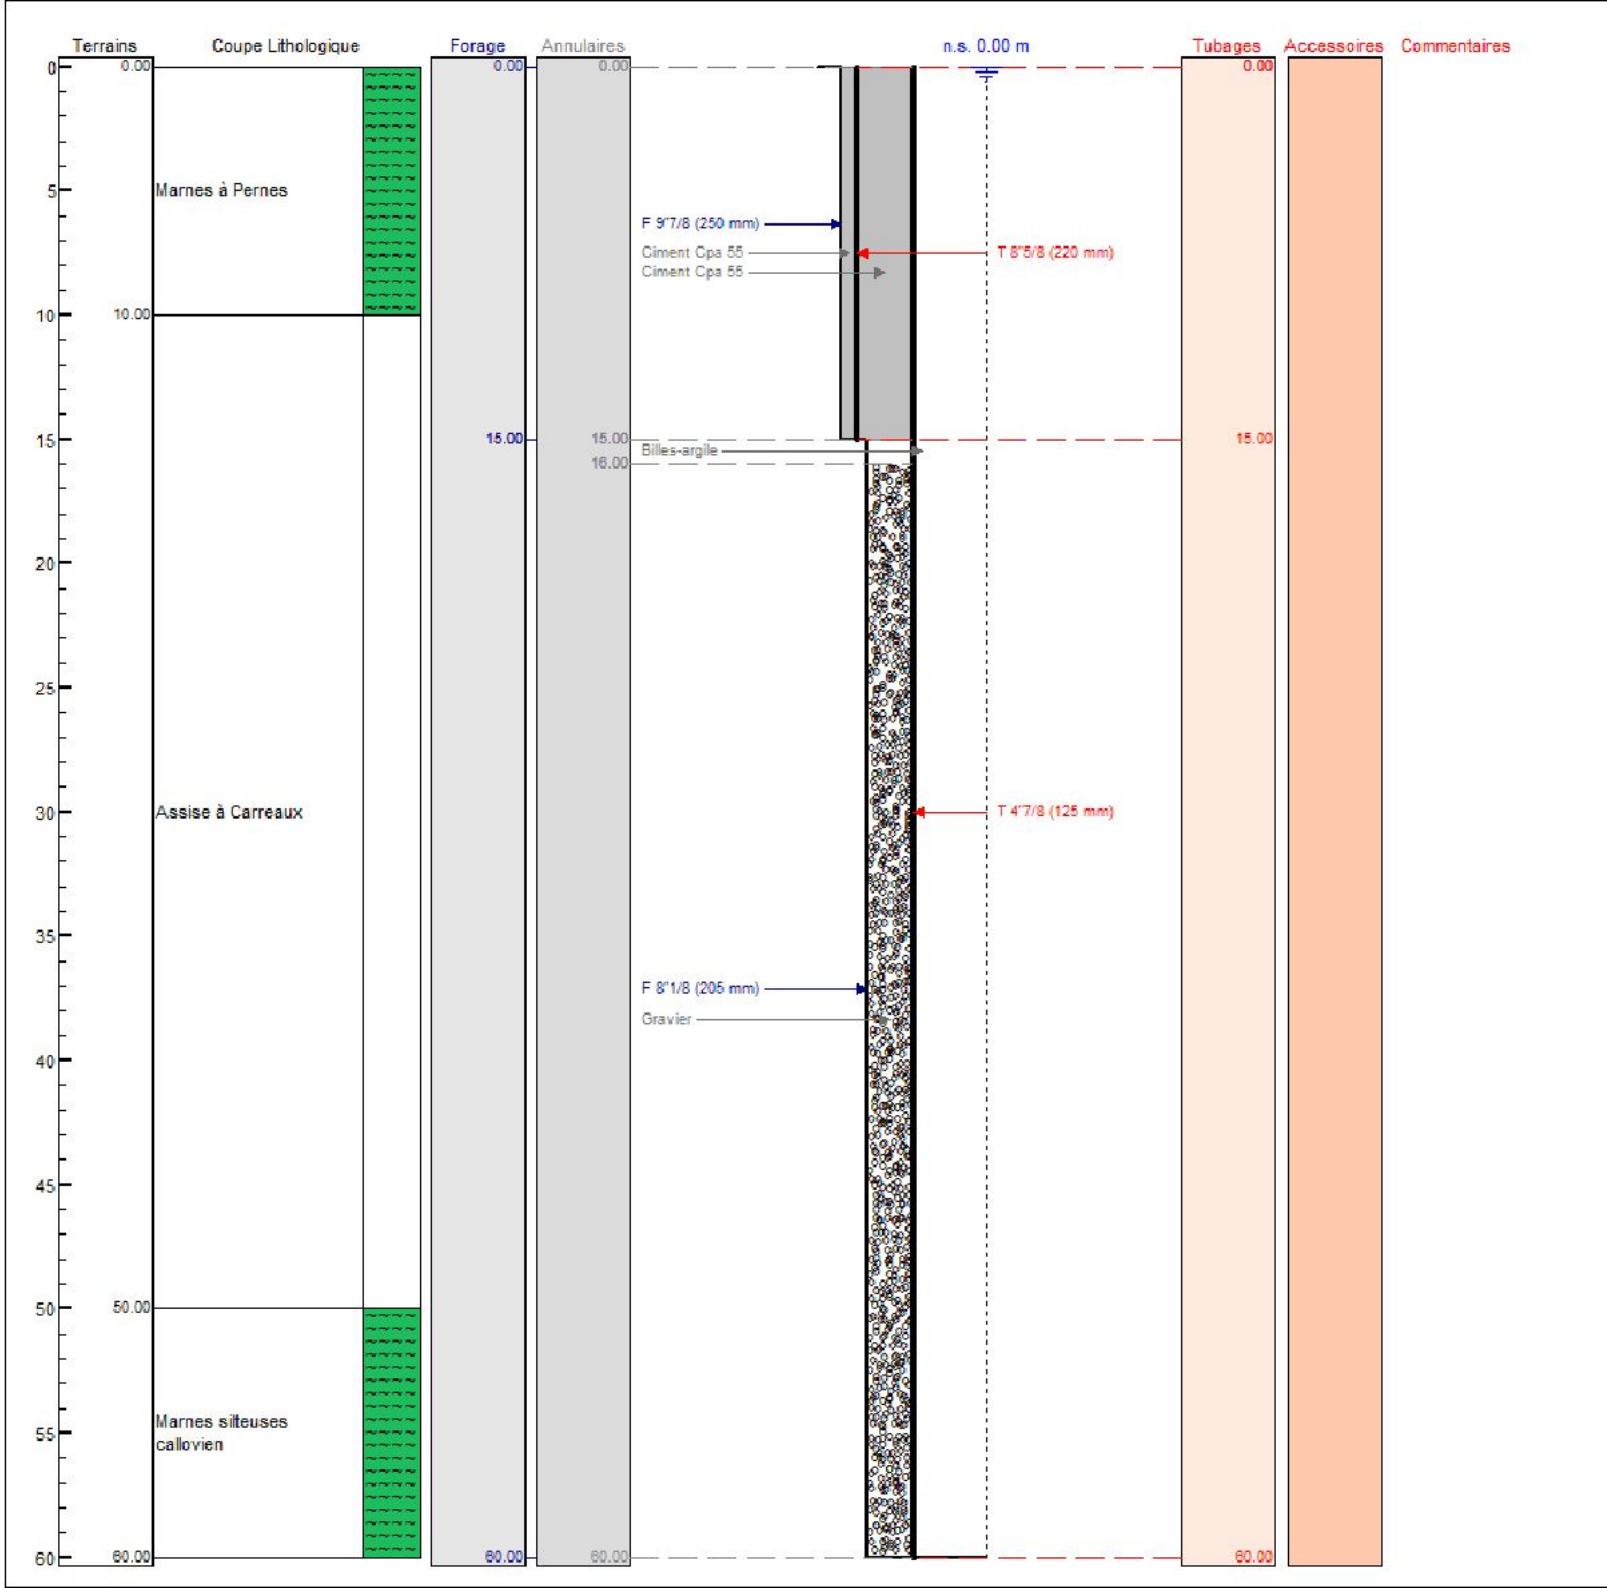 Terrains Coupe Lithologique Forage Annulaires n.s. 0.00 m Tubages Accessoires Commentaires
0 0.00 0.00 0.00 0.00
5 Marnes à Pernes
F 9"7/8 (250 mm)
Ciment Cpa 55 T 8"5/8 (220 mm)
Ciment Cpa 55
10 10.00
15 15.00 15.00 15.00
Billes-argile
16.00
20
25
30 Assise à Carreaux T 4"7/8 (125 mm)
35
F 8"1/8 (205 mm)
Gravier
40
45
50 50.00
Marnes silteuses
55
callovien
60 60.00 60.00 60.00 60.00